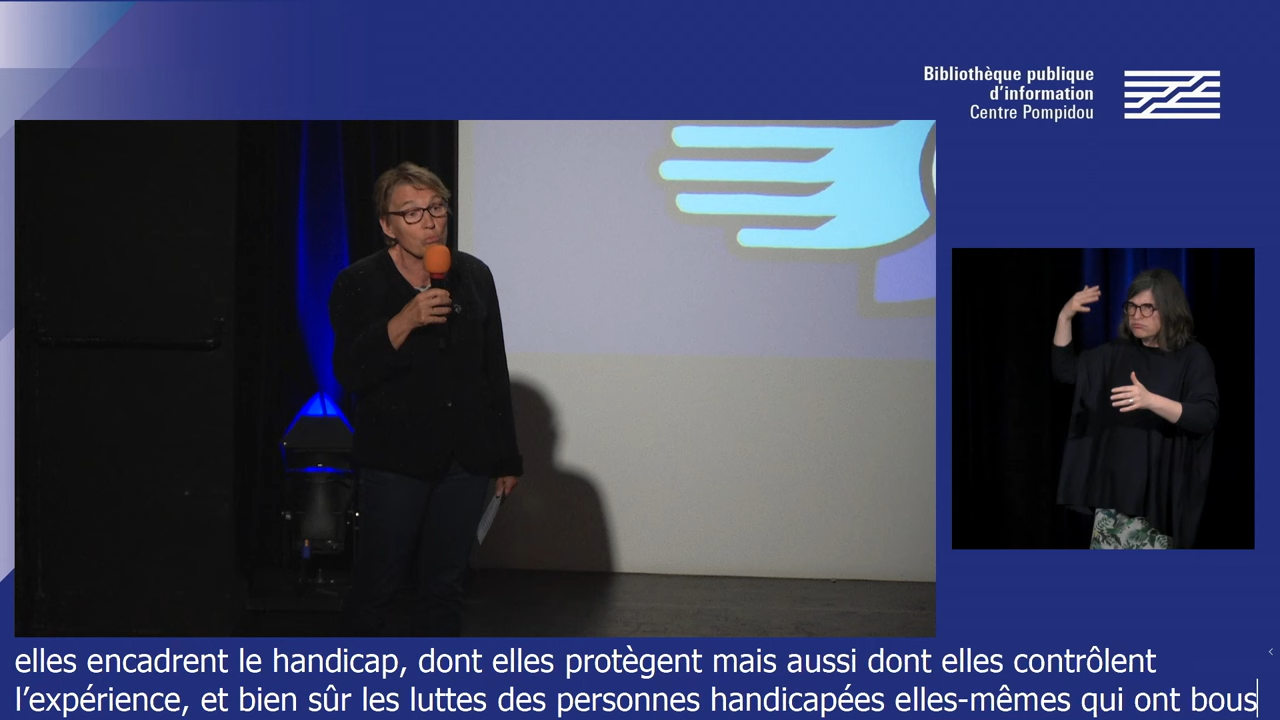 Bibliothèque publique
d'information
Centre Pompidou
elles encadrent le handicap, dont elles protègent mais aussi dont elles contrôlent
l'expérience, et bien sûr les luttes des personnes handicapées elles-mêmes qui ont bous